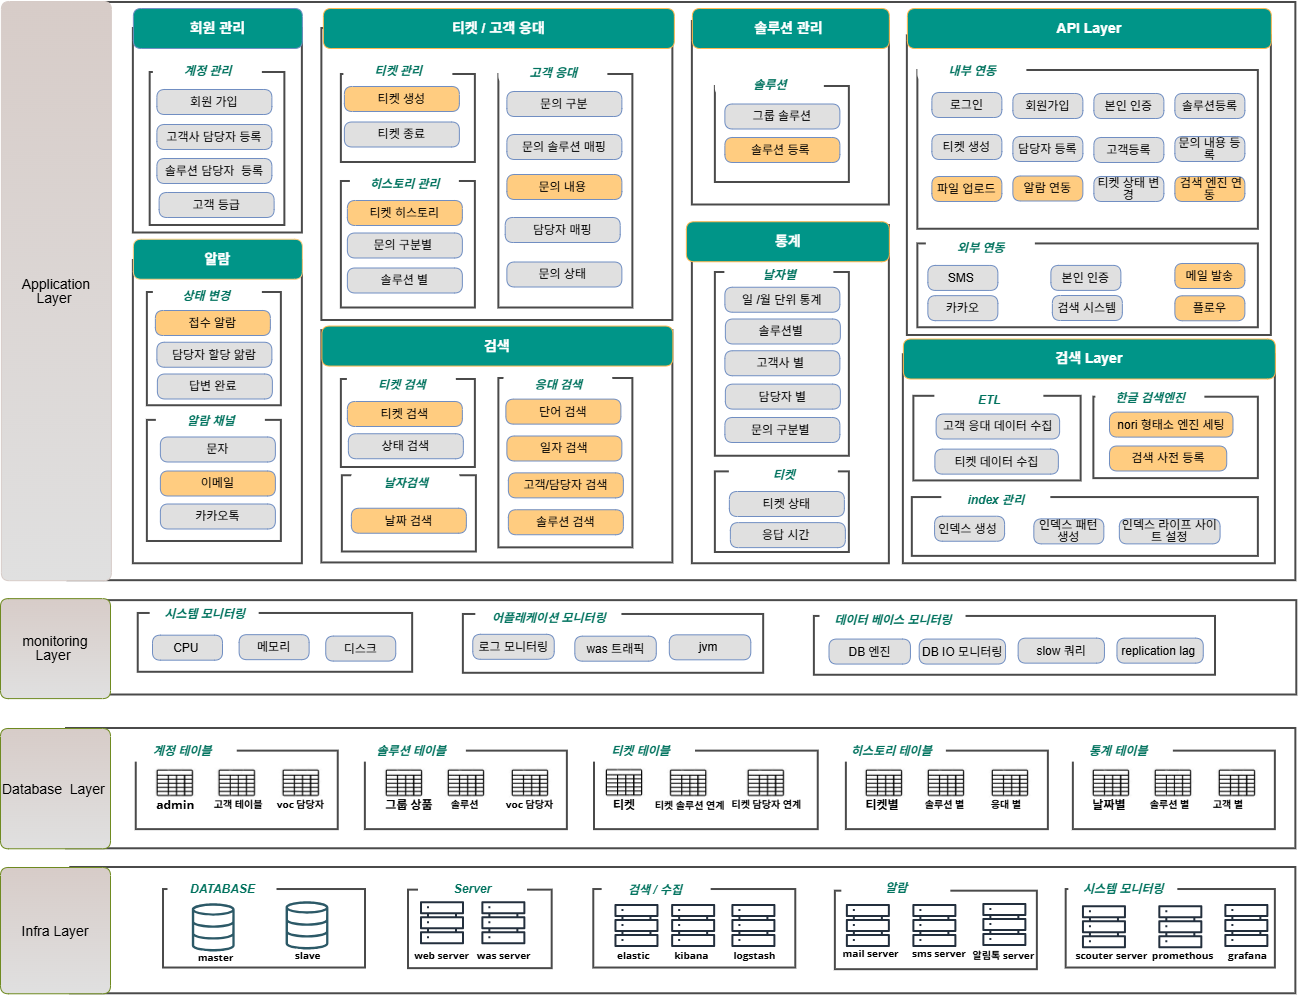 Application
Layer
회원 관리
계정 관리
회원 가입
고객사 담당자 등록
솔루션 담당자 등록
고객 등급
알람
상태 변경
접수 알람
담당자 할당 앎람
답변 완료
알람 채널
문자
이메일
카카오톡
티켓 / 고객 응대
티켓 관리
티켓 생성
티켓 종료
히스토리 관리
티켓 히스토리
문의 구분별
솔루션 별
고객 응대
문의 구분
문의 솔루션 매핑
문의 내용
담당자 매핑
문의 상태
검색
티켓 검색
티켓 검색
상태 검색
날자검색
날짜 검색
응대 검색
단어 검색
일자 검색
고객/담당자 검색
솔루션 검색
솔루션 관리
솔루션
그룹 솔루션
솔루션 등록
통계
날자별
일 /월 단위 통계
솔루션별
고객사 별
담당자 별
문의 구분별
티켓
티켓 상태
응답 시간
API Layer
내부 연동
로그인
회원가입
본인 인증
솔루션등록
티켓 생성
담당자 등록
고객등록
문의 내용 등
록
파일 업로드
알람 연동
티켓 상태 변
경
검색 엔진 연
동
외부 연동
SMS
본인 인증
메일 발송
카카오
검색 시스템
플로우
검색 Layer
ETL
고객 응대 데이터 수집
티켓 데이터 수집
한글 검색엔진
nori 형태소 엔진 세팅
검색 사전 등록
index 관리
인덱스 생성
인덱스 패턴
생성
인덱스 라이프 사이
트 설정
monitoring
Layer
시스템 모니터링
CPU
메모리
디스크
어플레케이션 모니터링
로그 모니터링
was 트래픽
jvm
데이터 베이스 모니터링
DB 엔진
DB IO 모니터링
slow 쿼리
replication lag
Database Layer
계정 테이블
admin
고객 테이블
voc 담당자
솔루션 테이블
그룹 상품
솔루션
voc 담당자
티켓 테이블
티켓
티켓 솔루션 연계
티켓 담당자 연계
히스토리 테이블
티켓별
솔루션 별
응대 별
통계 테이블
날짜별
솔루션 별
고객 별
Infra Layer
DATABASE
master
slave
Server
web server
was server
검색 / 수집
elastic
kibana
logstash
알람
mail server
sms server
알림톡 server
시스템 모니터링
scouter server
promethous
grafana